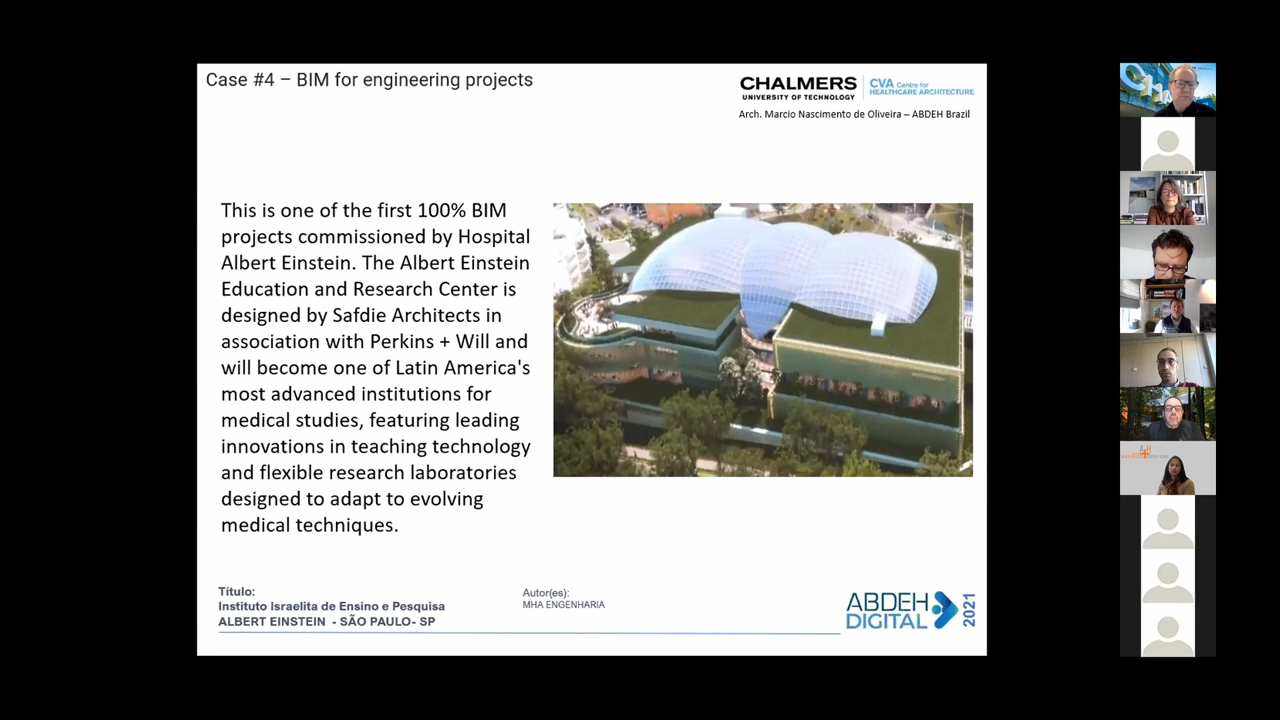 Case #4 – BIM for engineering projects
CHALMERS
UNIVERSITY OF TECHNOLOGY
CVA Centre for
HEALTHCARE ARCHITECTURE
Arch. Marcio Nascimento de Oliveira – ABDEH Brazil
This is one of the first 100% BIM
projects commissioned by Hospital
Albert Einstein. The Albert Einstein
Education and Research Center is
designed by Safdie Architects in
association with Perkins + Will and
will become one of Latin America's
most advanced institutions for
medical studies, featuring leading
innovations in teaching technology
and flexible research laboratories
designed to adapt to evolving
medical techniques.
Título:
Instituto Israelita de Ensino e Pesquisa
ALBERT EINSTEIN - SÃO PAULO- SP
Autor(es):
MHA ENGENHARIA
ABDEH
DIGITAL
2021